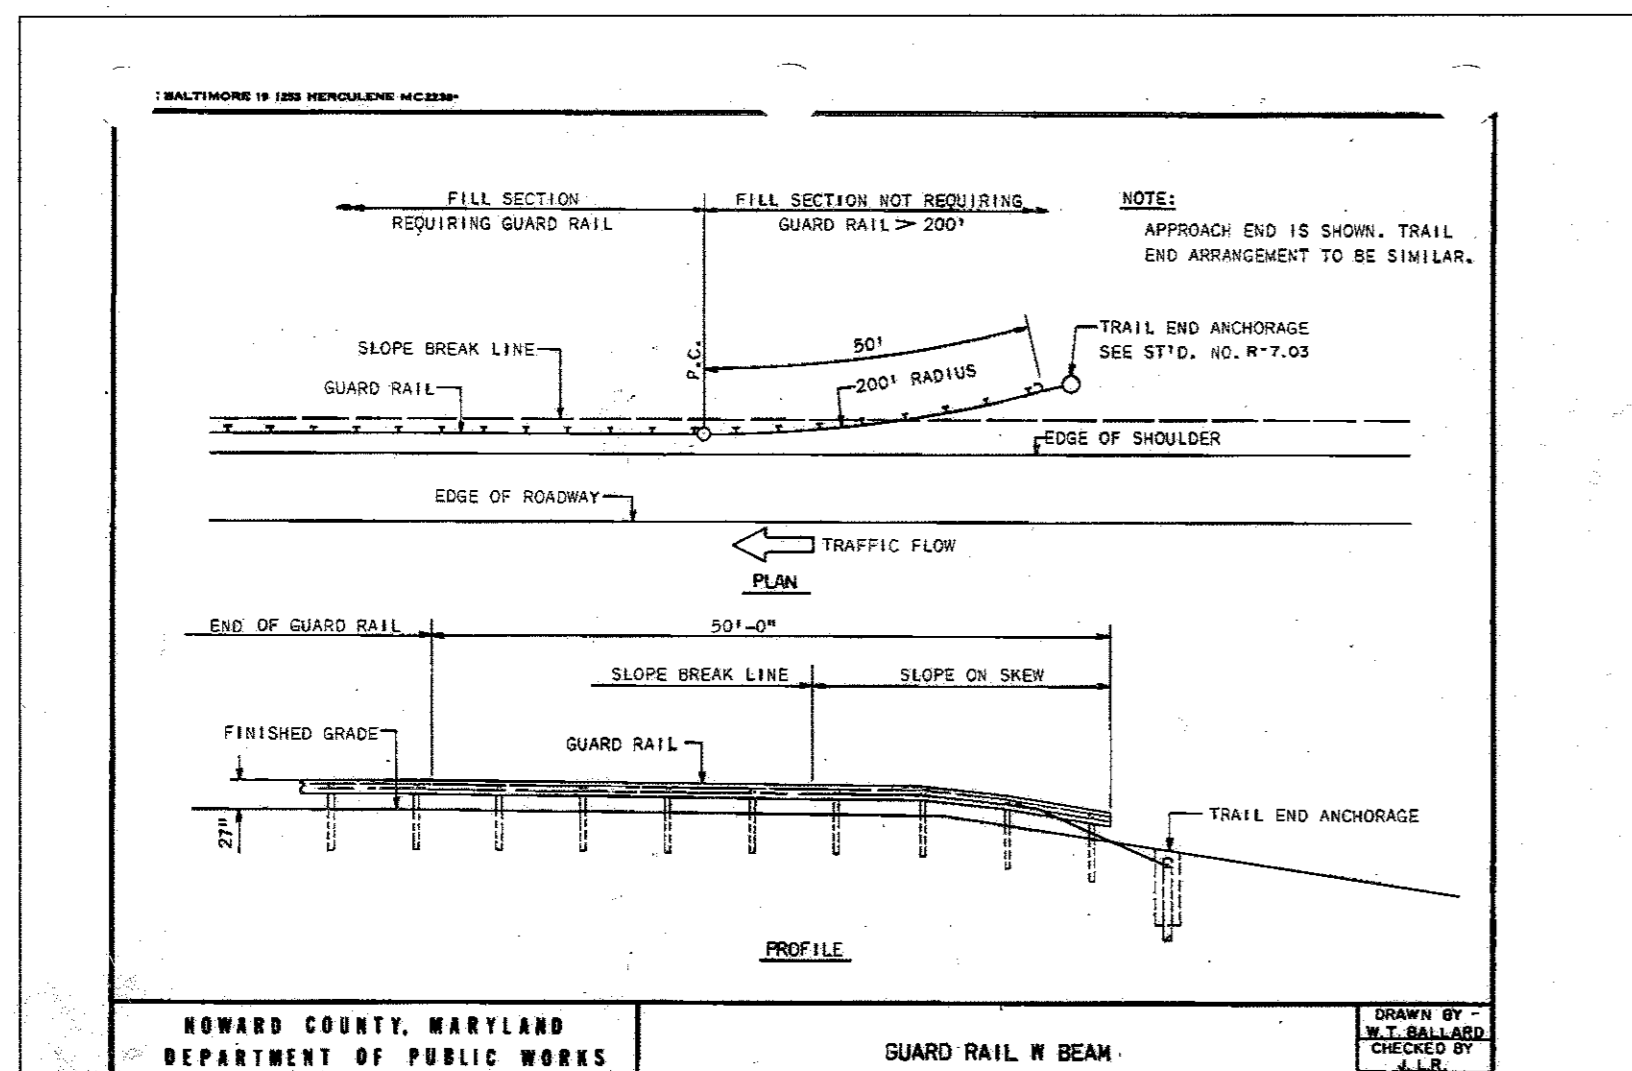 : BALTIMORE 19 1253 HERCULENE MC2238
FILL SECTION
REQUIRING GUARD RAIL
FILL SECTION NOT REQUIRING
GUARD RAIL > 200'
NOTE:
APPROACH END IS SHOWN. TRAIL
END ARRANGEMENT TO BE SIMILAR.
P.C.
50'
TRAIL END ANCHORAGE
SEE ST'D. NO. R-7.03
SLOPE BREAK LINE
200' RADIUS
GUARD RAIL
EDGE OF SHOULDER
EDGE OF ROADWAY
TRAFFIC FLOW
PLAN
END OF GUARD RAIL
50'-0"
SLOPE BREAK LINE
SLOPE ON SKEW
FINISHED GRADE
GUARD RAIL
27"
TRAIL END ANCHORAGE
PROFILE
HOWARD COUNTY, MARYLAND
DEPARTMENT OF PUBLIC WORKS
GUARD RAIL W BEAM
DRAWN BY -
W.T. BALLARD
CHECKED BY
J.L.R.